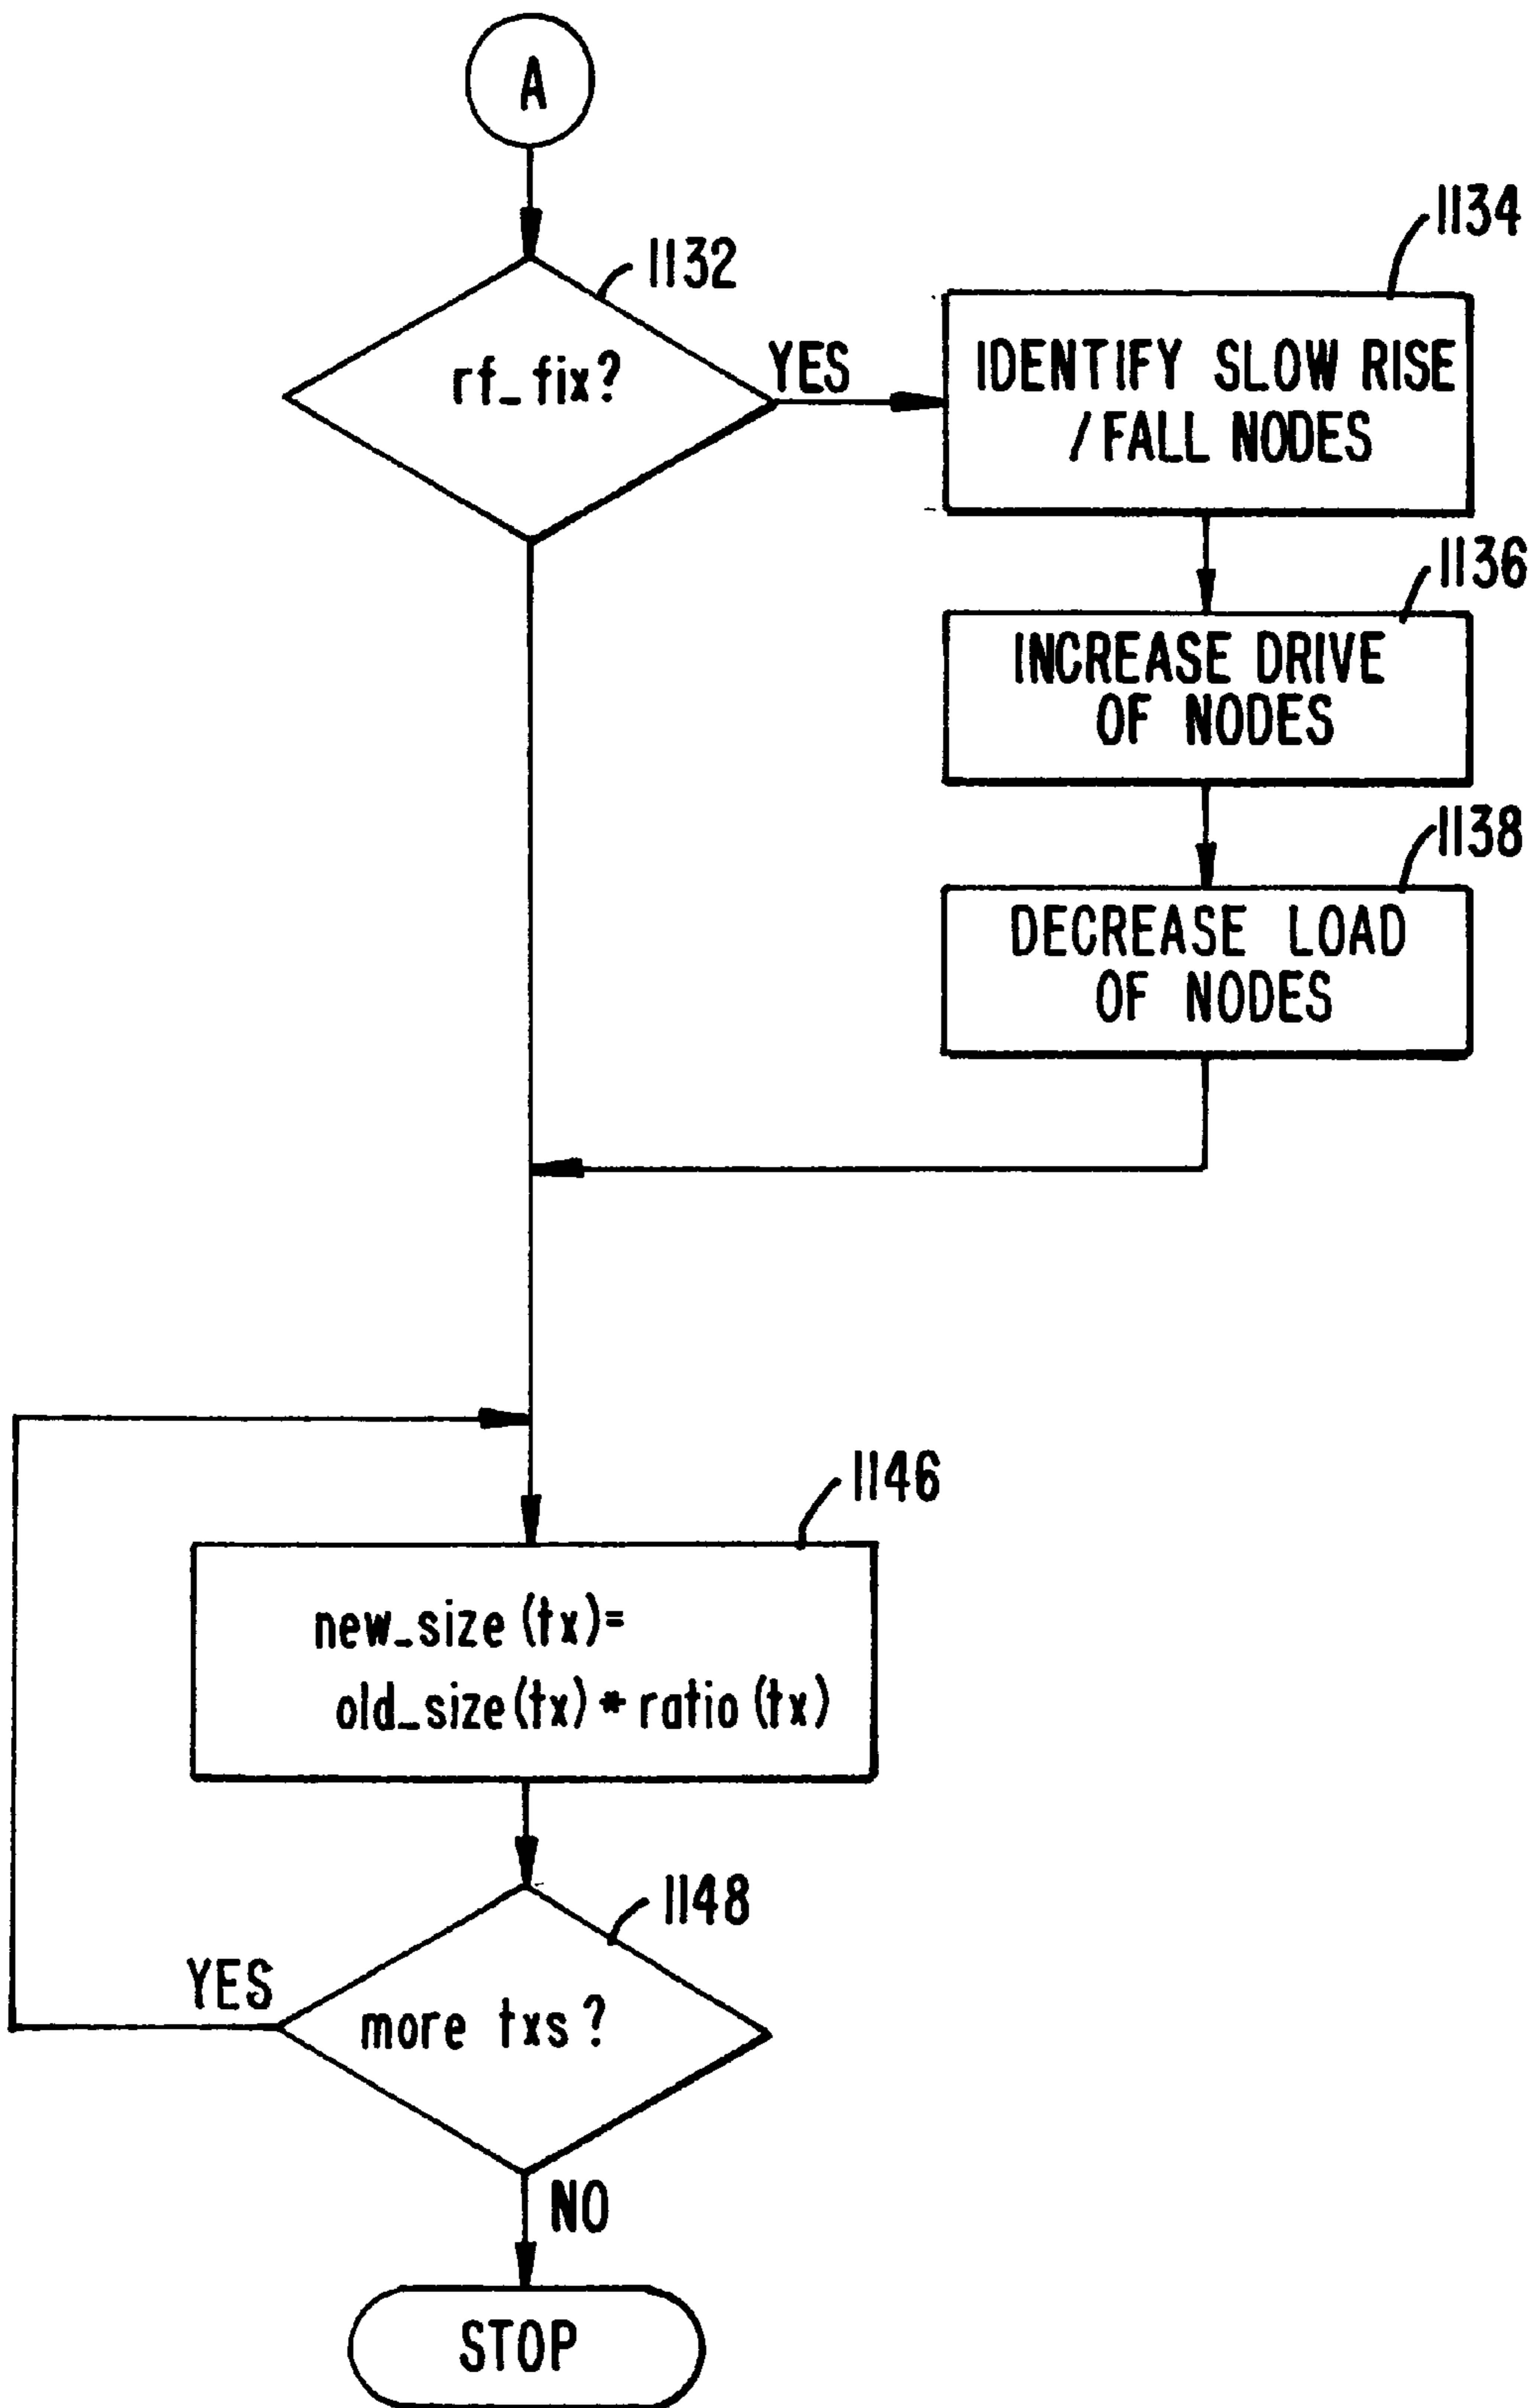 A
1132
rf_fix?
YES
1134
IDENTIFY SLOW RISE
/ FALL NODES
1136
INCREASE DRIVE
OF NODES
1138
DECREASE LOAD
OF NODES
1146
new_size (tx)=
old_size(tx) * ratio (tx)
1148
more txs ?
YES
NO
STOP